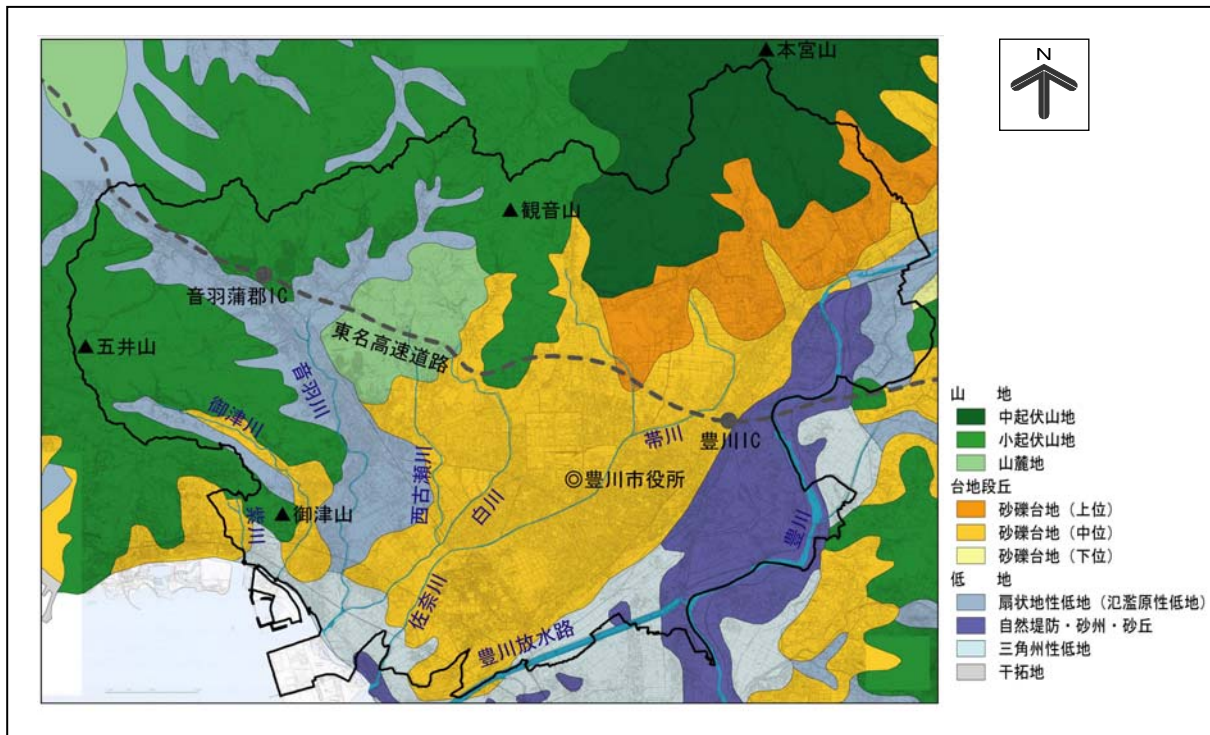 N
▲本宮山
▲観音山
音羽蒲郡IC
▲五井山
東名高速道路
音羽川
御津川
帯川
豊川IC
◎豊川市役所
西古瀬川
白川
紫川
▲御津山
豊川
佐奈川
豊川放水路
山 地
中起伏山地
小起伏山地
山麓地
台地段丘
砂礫台地（上位）
砂礫台地（中位）
砂礫台地（下位）
低 地
扇状地性低地（氾濫原性低地）
自然堤防・砂州・砂丘
三角州性低地
干拓地